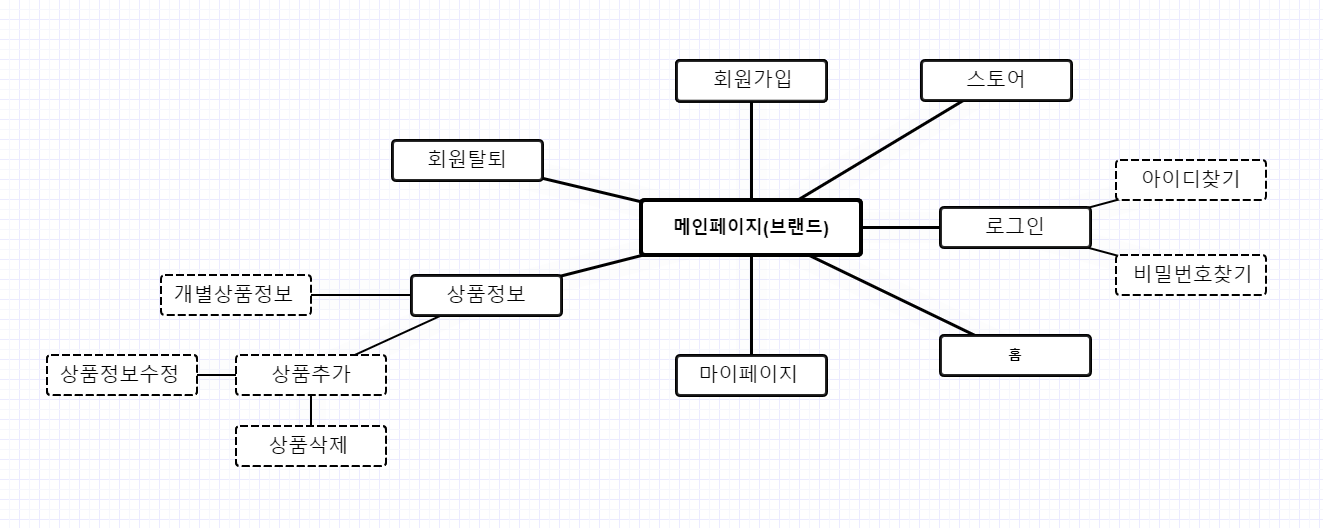 회원가입
스토어
회원탈퇴
아이디찾기
메인페이지(브랜드)
로그인
비밀번호찾기
개별상품정보
상품정보
홈
상품정보수정
상품추가
마이페이지
상품삭제